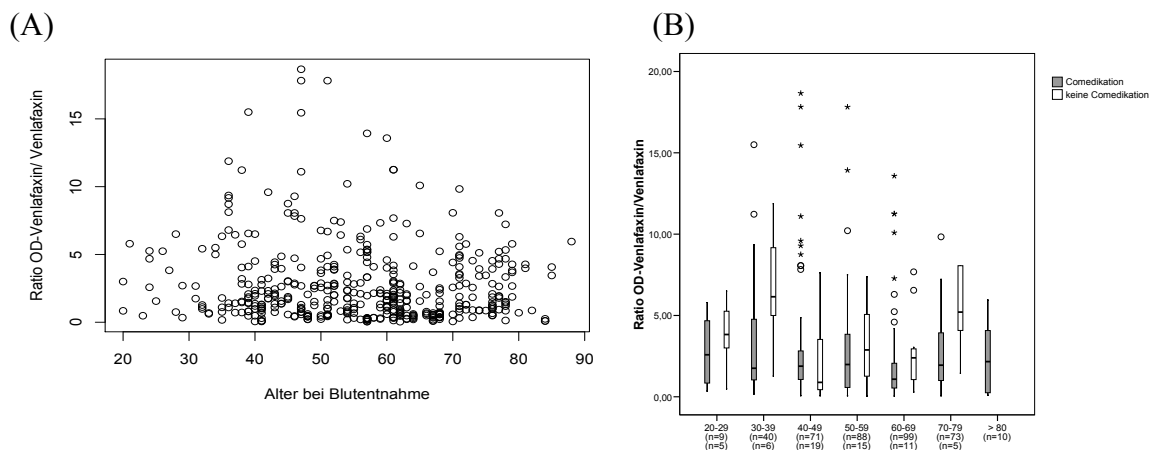 (A)
(B)
Ratio OD-Venlafaxin/ Venlafaxin
15
10
5
0
20 30 40 50 60 70 80 90
Alter bei Blutentnahme
Ratio OD-Venlafaxin/Venlafaxin
20,00
15,00
10,00
5,00
0,00
20-29 30-39 40-49 50-59 60-69 70-79 > 80
(n=9) (n=40) (n=71) (n=88) (n=99) (n=73) (n=10)
(n=5) (n=6) (n=19) (n=15) (n=11) (n=5)
Comedikation
keine Comedikation